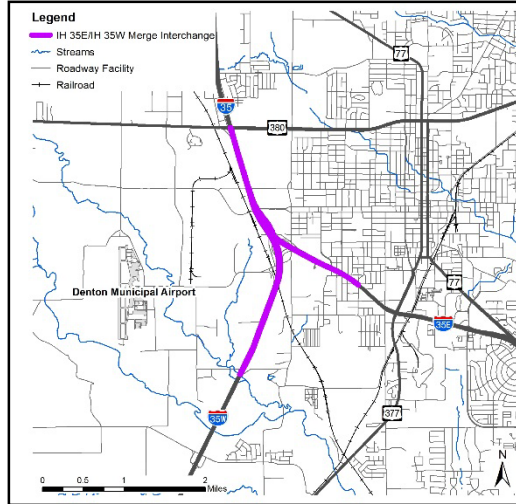 Legend
IH 35E/IH 35W Merge Interchange
Streams
Roadway Facility
Railroad
77
35
380
Denton Municipal Airport
77
35E
35W
377
N
0 0.5 1 2
Miles